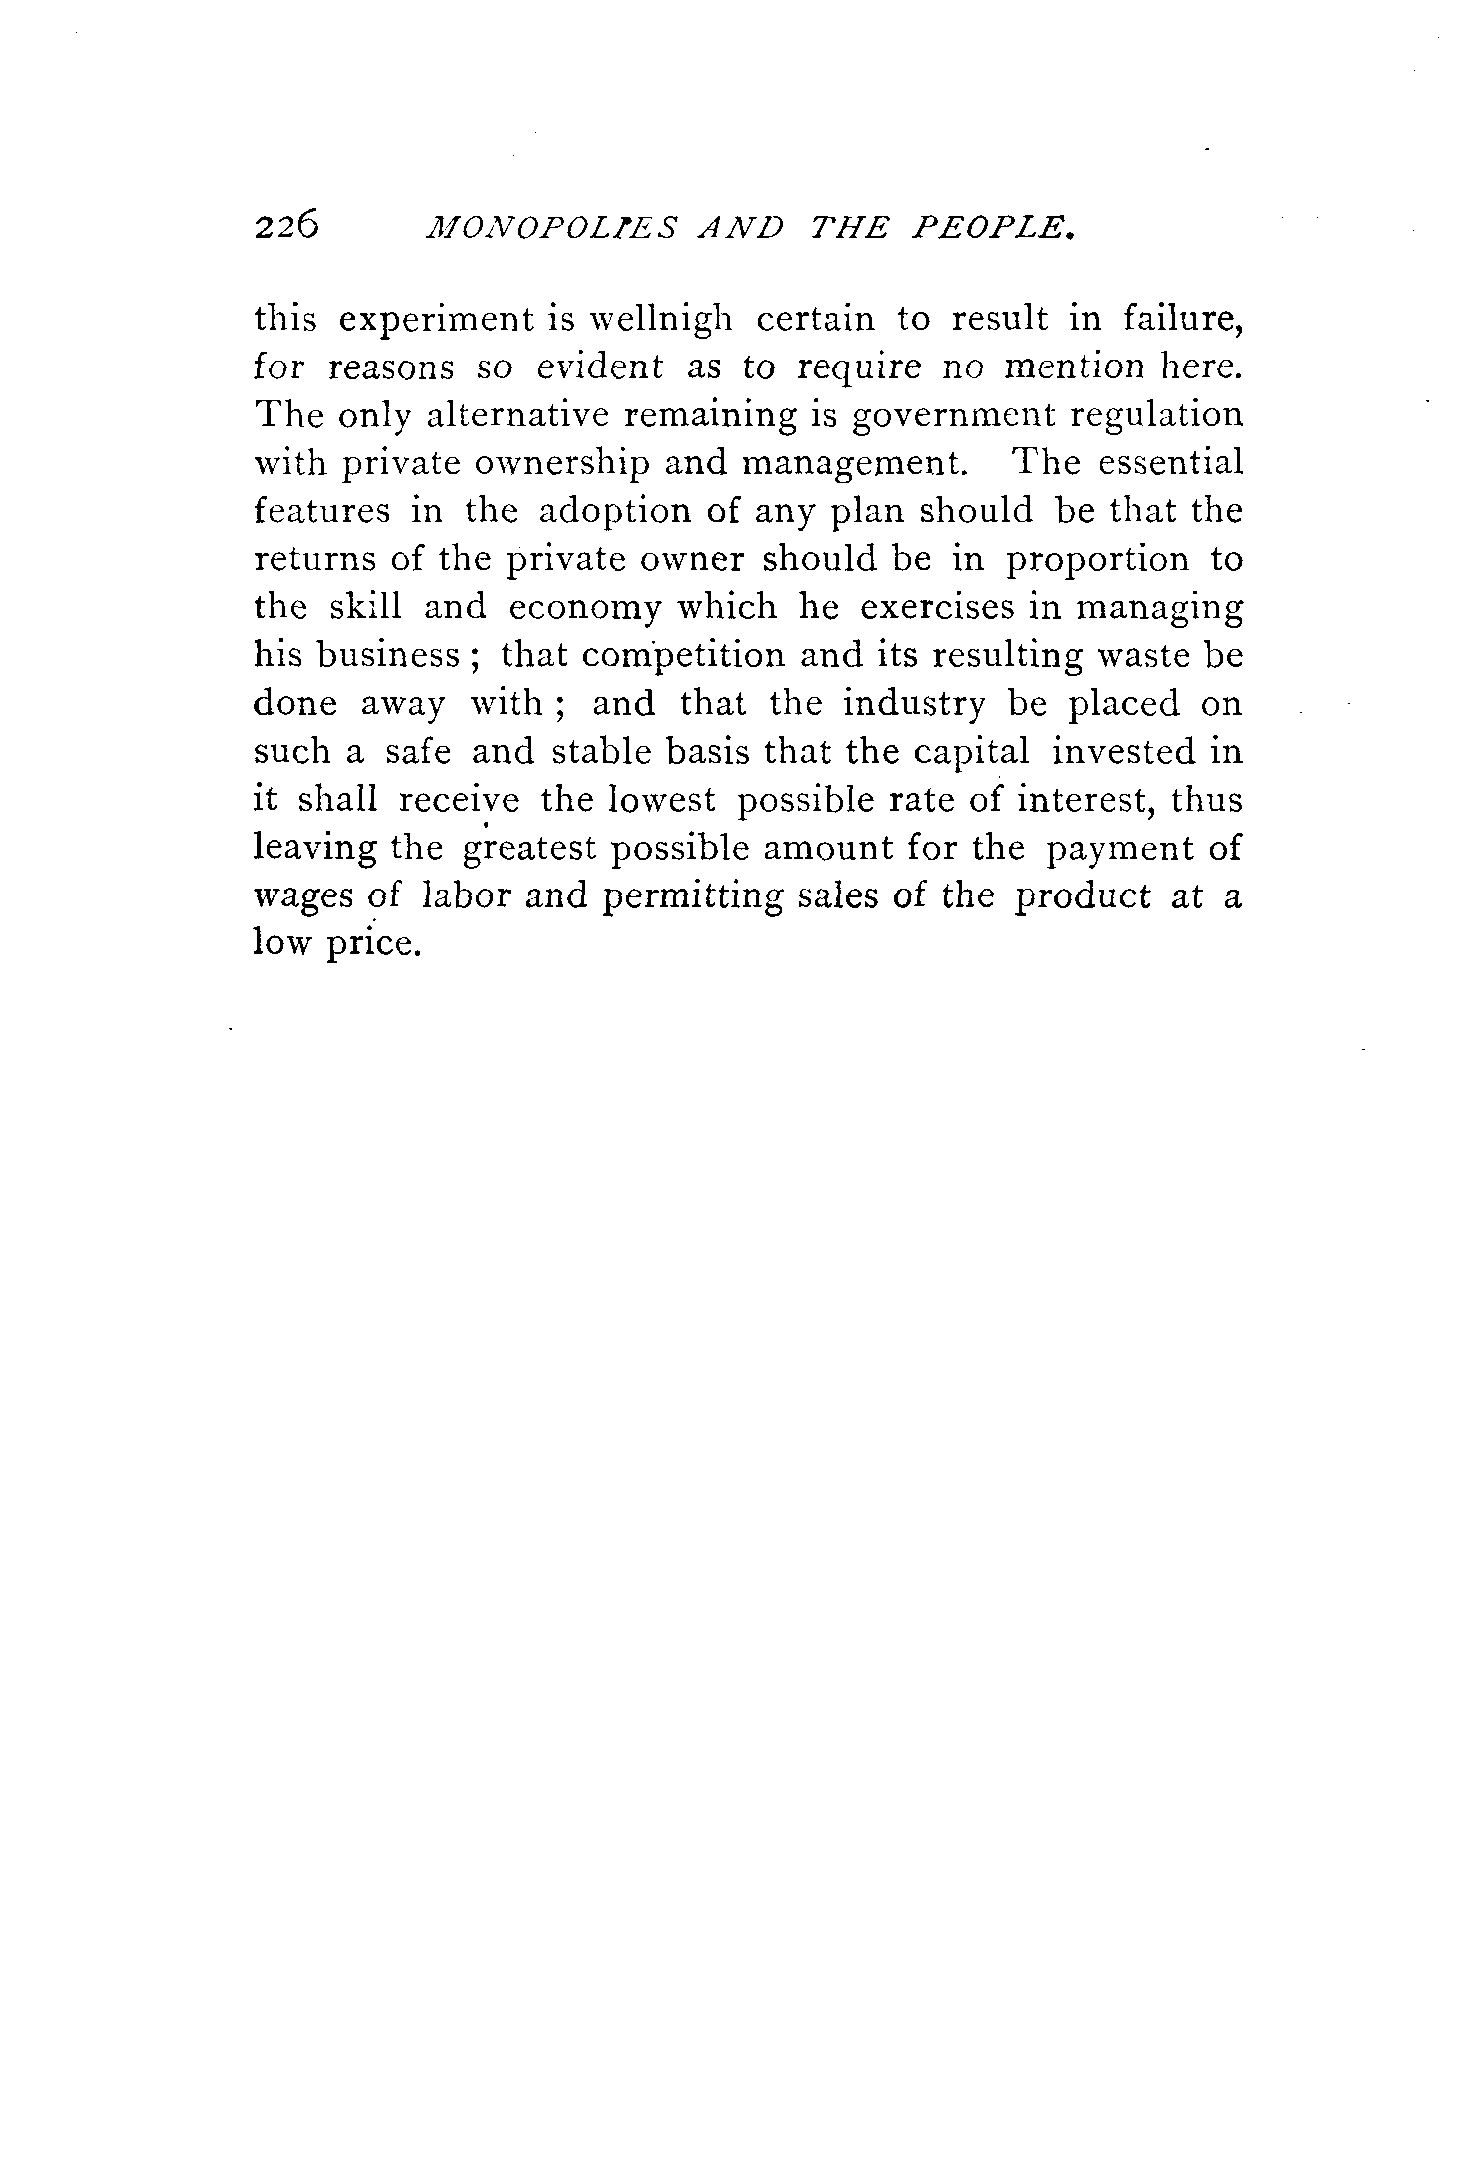 226 MONOPOLIES AND THE PEOPLE.
this experiment is wellnigh certain to result in failure,
for reasons so evident as to require no mention here.
The only alternative remaining is government regulation
with private ownership and management. The essential
features in the adoption of any plan should be that the
returns of the private owner should be in proportion to
the skill and economy which he exercises in managing
his business ; that competition and its resulting waste be
done away with ; and that the industry be placed on
such a safe and stable basis that the capital invested in
it shall receive the lowest possible rate of interest, thus
leaving the greatest possible amount for the payment of
wages of labor and permitting sales of the product at a
low price.